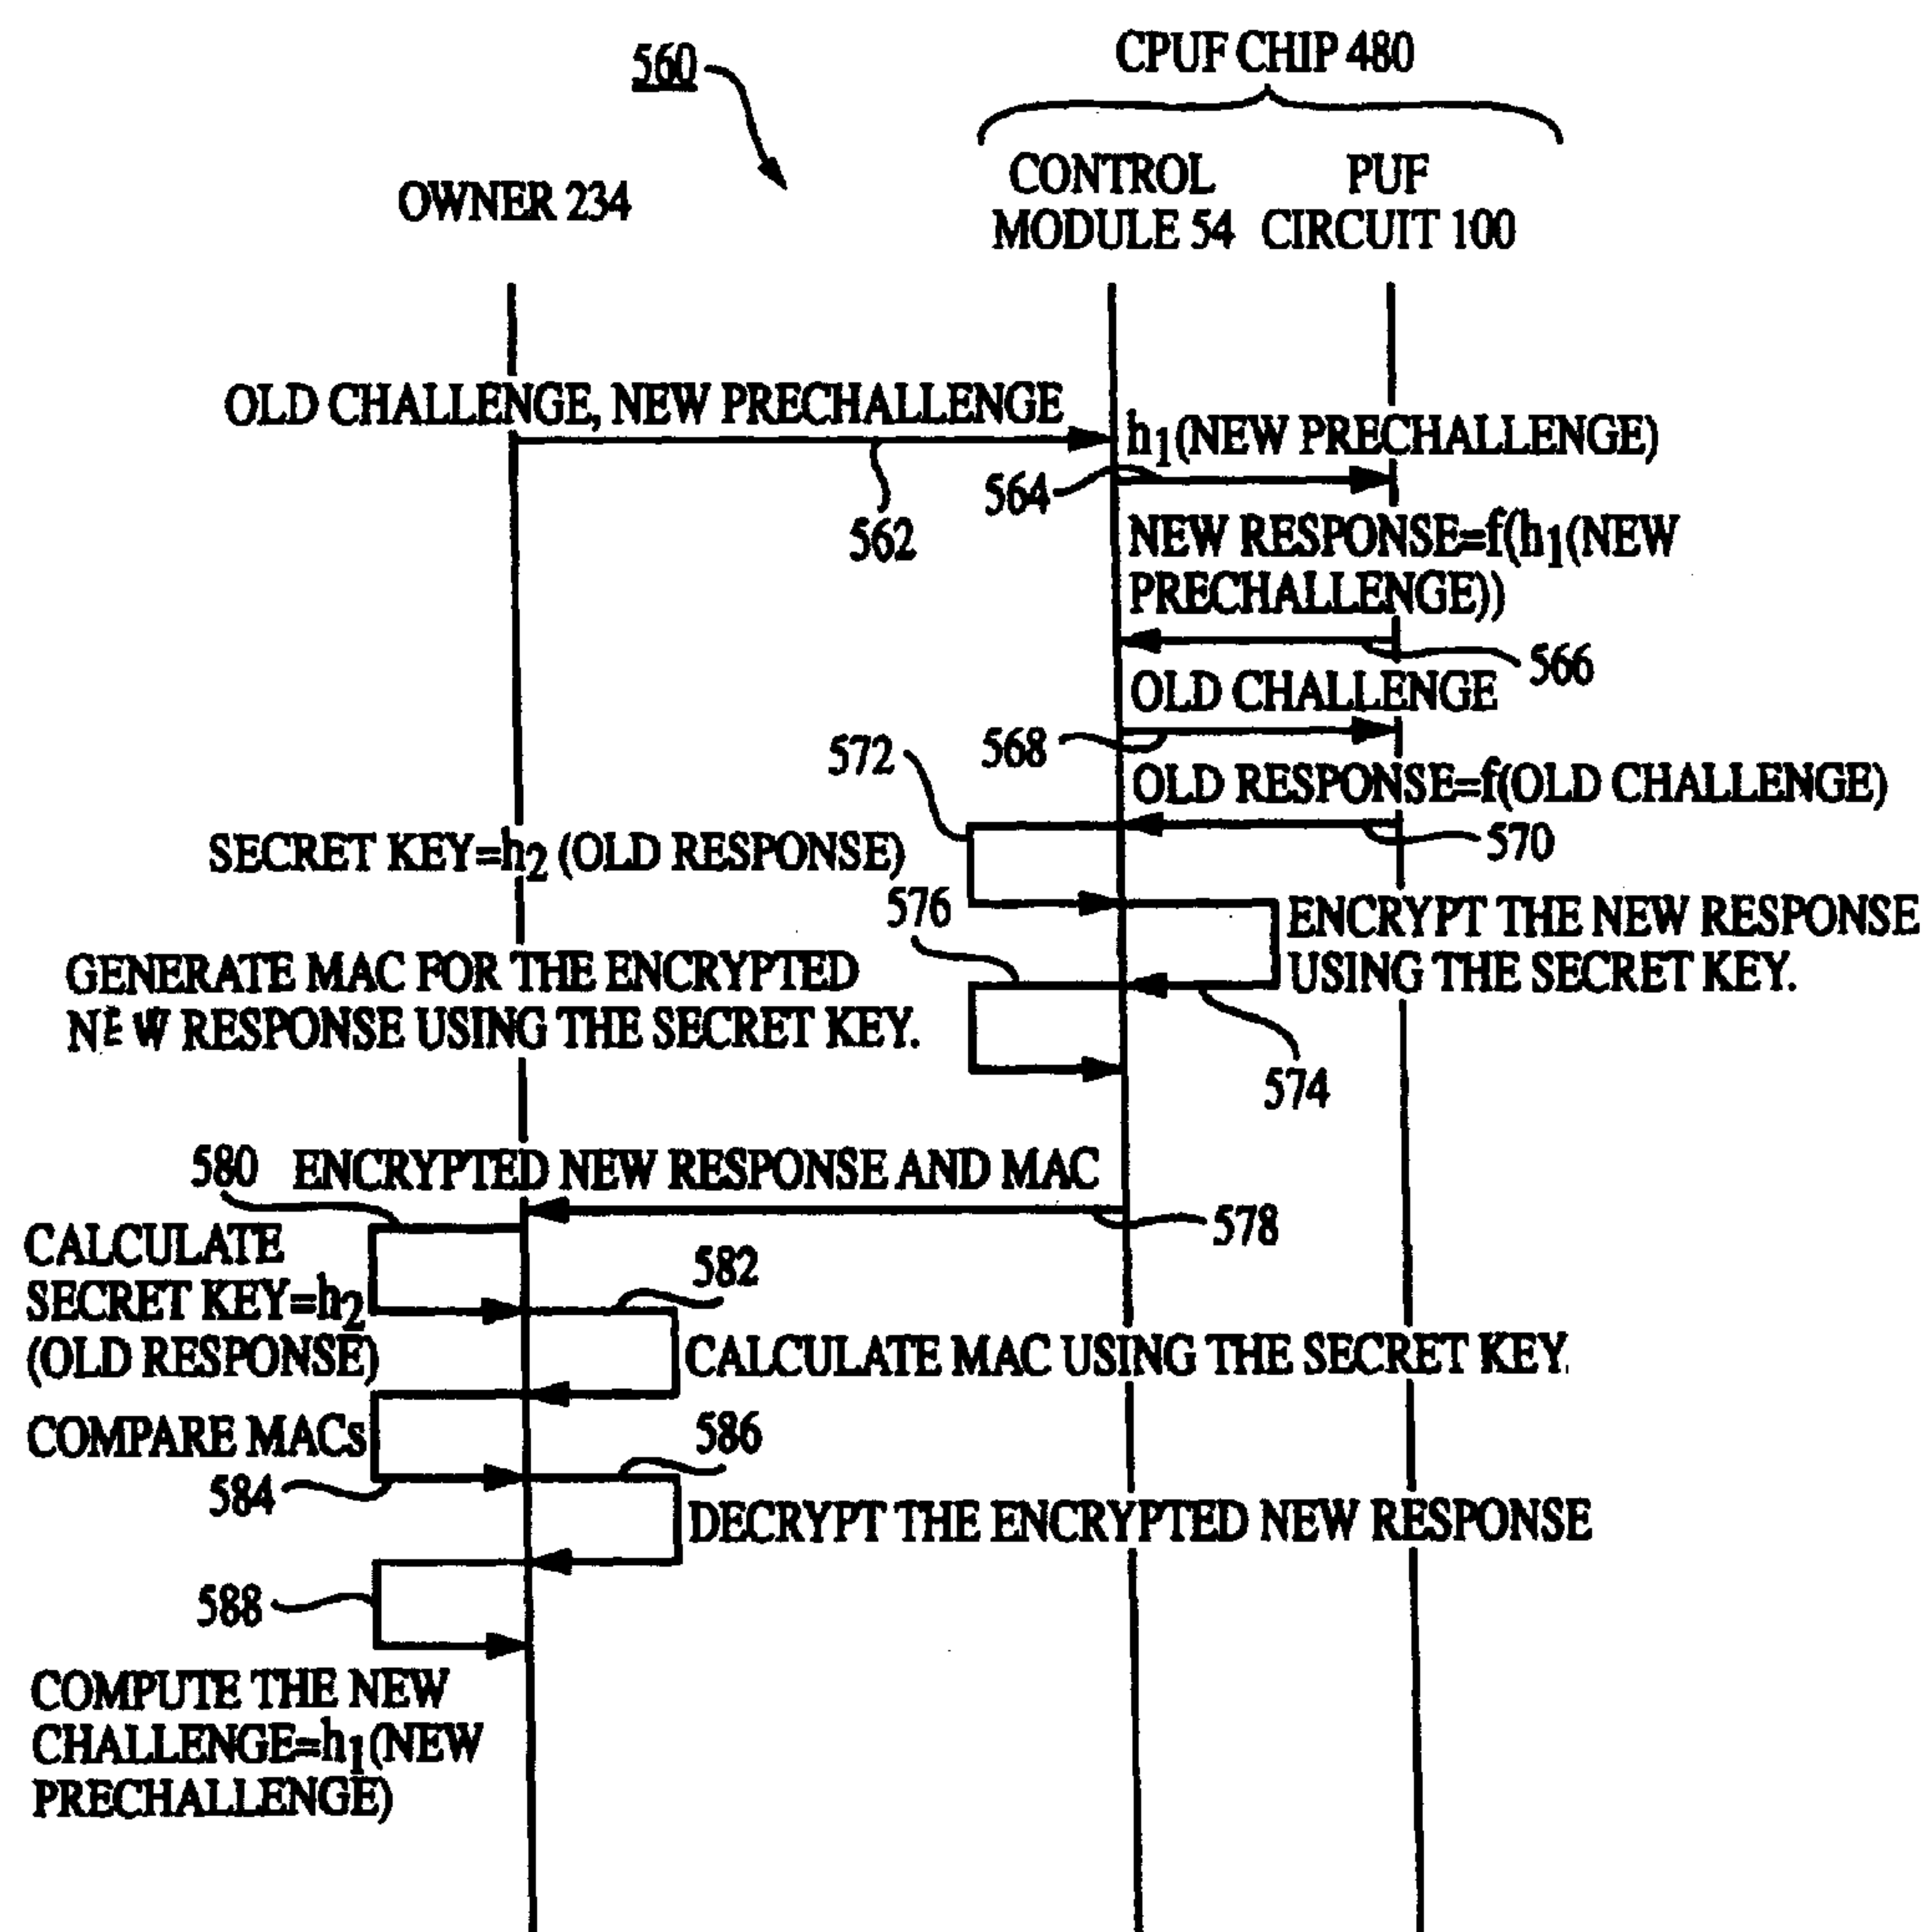 560
CPUF CHIP 480
OWNER 234
CONTROL
MODULE 54
PUF
CIRCUIT 100
OLD CHALLENGE, NEW PRECHALLENGE
562
h1(NEW PRECHALLENGE)
564
NEW RESPONSE=f(h1(NEW
PRECHALLENGE))
566
OLD CHALLENGE
568
572
OLD RESPONSE=f(OLD CHALLENGE)
570
SECRET KEY=h2 (OLD RESPONSE)
576
ENCRYPT THE NEW RESPONSE
USING THE SECRET KEY.
GENERATE MAC FOR THE ENCRYPTED
NEW RESPONSE USING THE SECRET KEY.
574
580
ENCRYPTED NEW RESPONSE AND MAC
578
CALCULATE
SECRET KEY=h2
(OLD RESPONSE)
582
CALCULATE MAC USING THE SECRET KEY.
COMPARE MACs
586
584
DECRYPT THE ENCRYPTED NEW RESPONSE
588
COMPUTE THE NEW
CHALLENGE=h1(NEW
PRECHALLENGE)